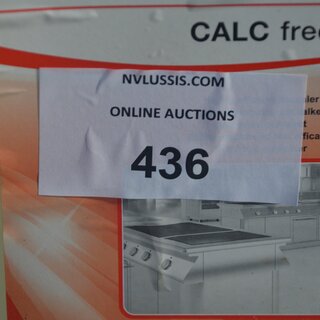 CALC free
NVLUSSIS.COM
ONLINE AUCTIONS
436